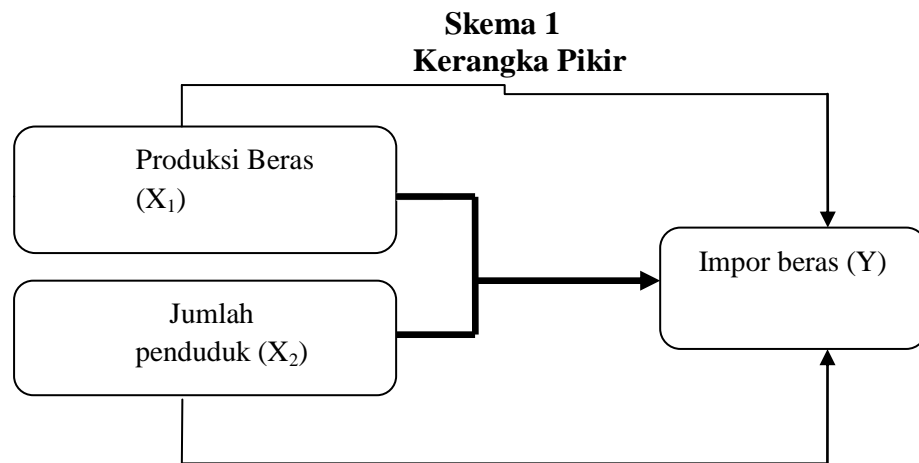 Skema 1
Kerangka Pikir
Produksi Beras
(X₁)
Impor beras (Y)
Jumlah
penduduk (X₂)